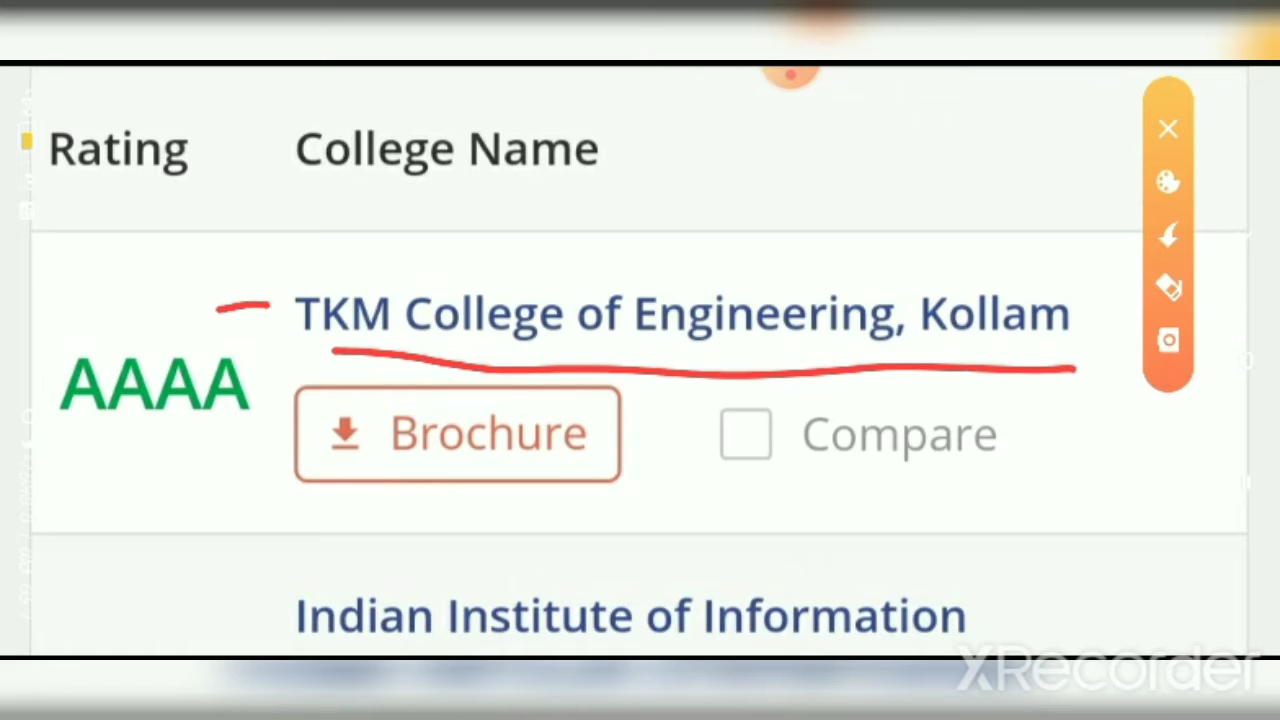 Rating College Name
TKM College of Engineering, Kollam
AAAA
Brochure Compare
Indian Institute of Information
XRecorder